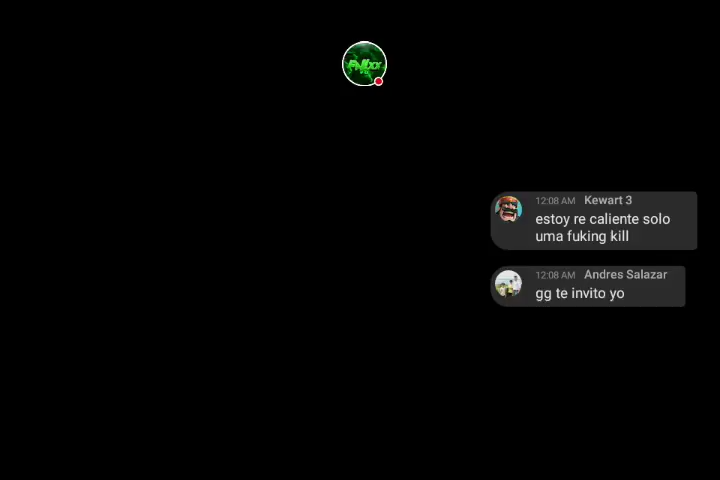 12:08 AM Kewart 3
estoy re caliente solo
uma fuking kill
12:08 AM Andres Salazar
gg te invito yo